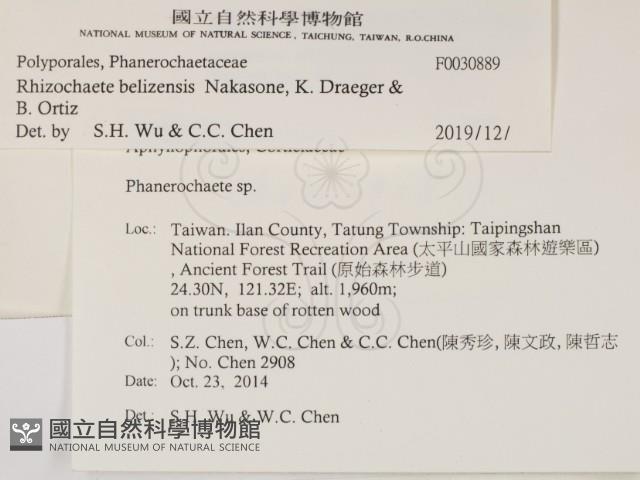 國立自然科學博物館
NATIONAL MUSEUM OF NATURAL SCIENCE, TAICHUNG, TAIWAN, R.O.CHINA
Polyporales, Phanerochaetaceae F0030889
Rhizochaete belizensis Nakasone, K. Draeger &
B. Ortiz
Det. by S.H. Wu & C.C. Chen 2019/12/
Aphyllophorales, Corticiaceae
Phanerochaete sp.
Loc.: Taiwan. Ilan County, Tatung Township: Taipingshan
National Forest Recreation Area (太平山國家森林遊樂區)
, Ancient Forest Trail (原始森林步道)
24.30N, 121.32E; alt. 1,960m;
on trunk base of rotten wood
Col.: S.Z. Chen, W.C. Chen & C.C. Chen(陳秀珍, 陳文政, 陳哲志
); No. Chen 2908
Date: Oct. 23, 2014
Det.: S.H. Wu & W.C. Chen
國立自然科學博物館
NATIONAL MUSEUM OF NATURAL SCIENCE